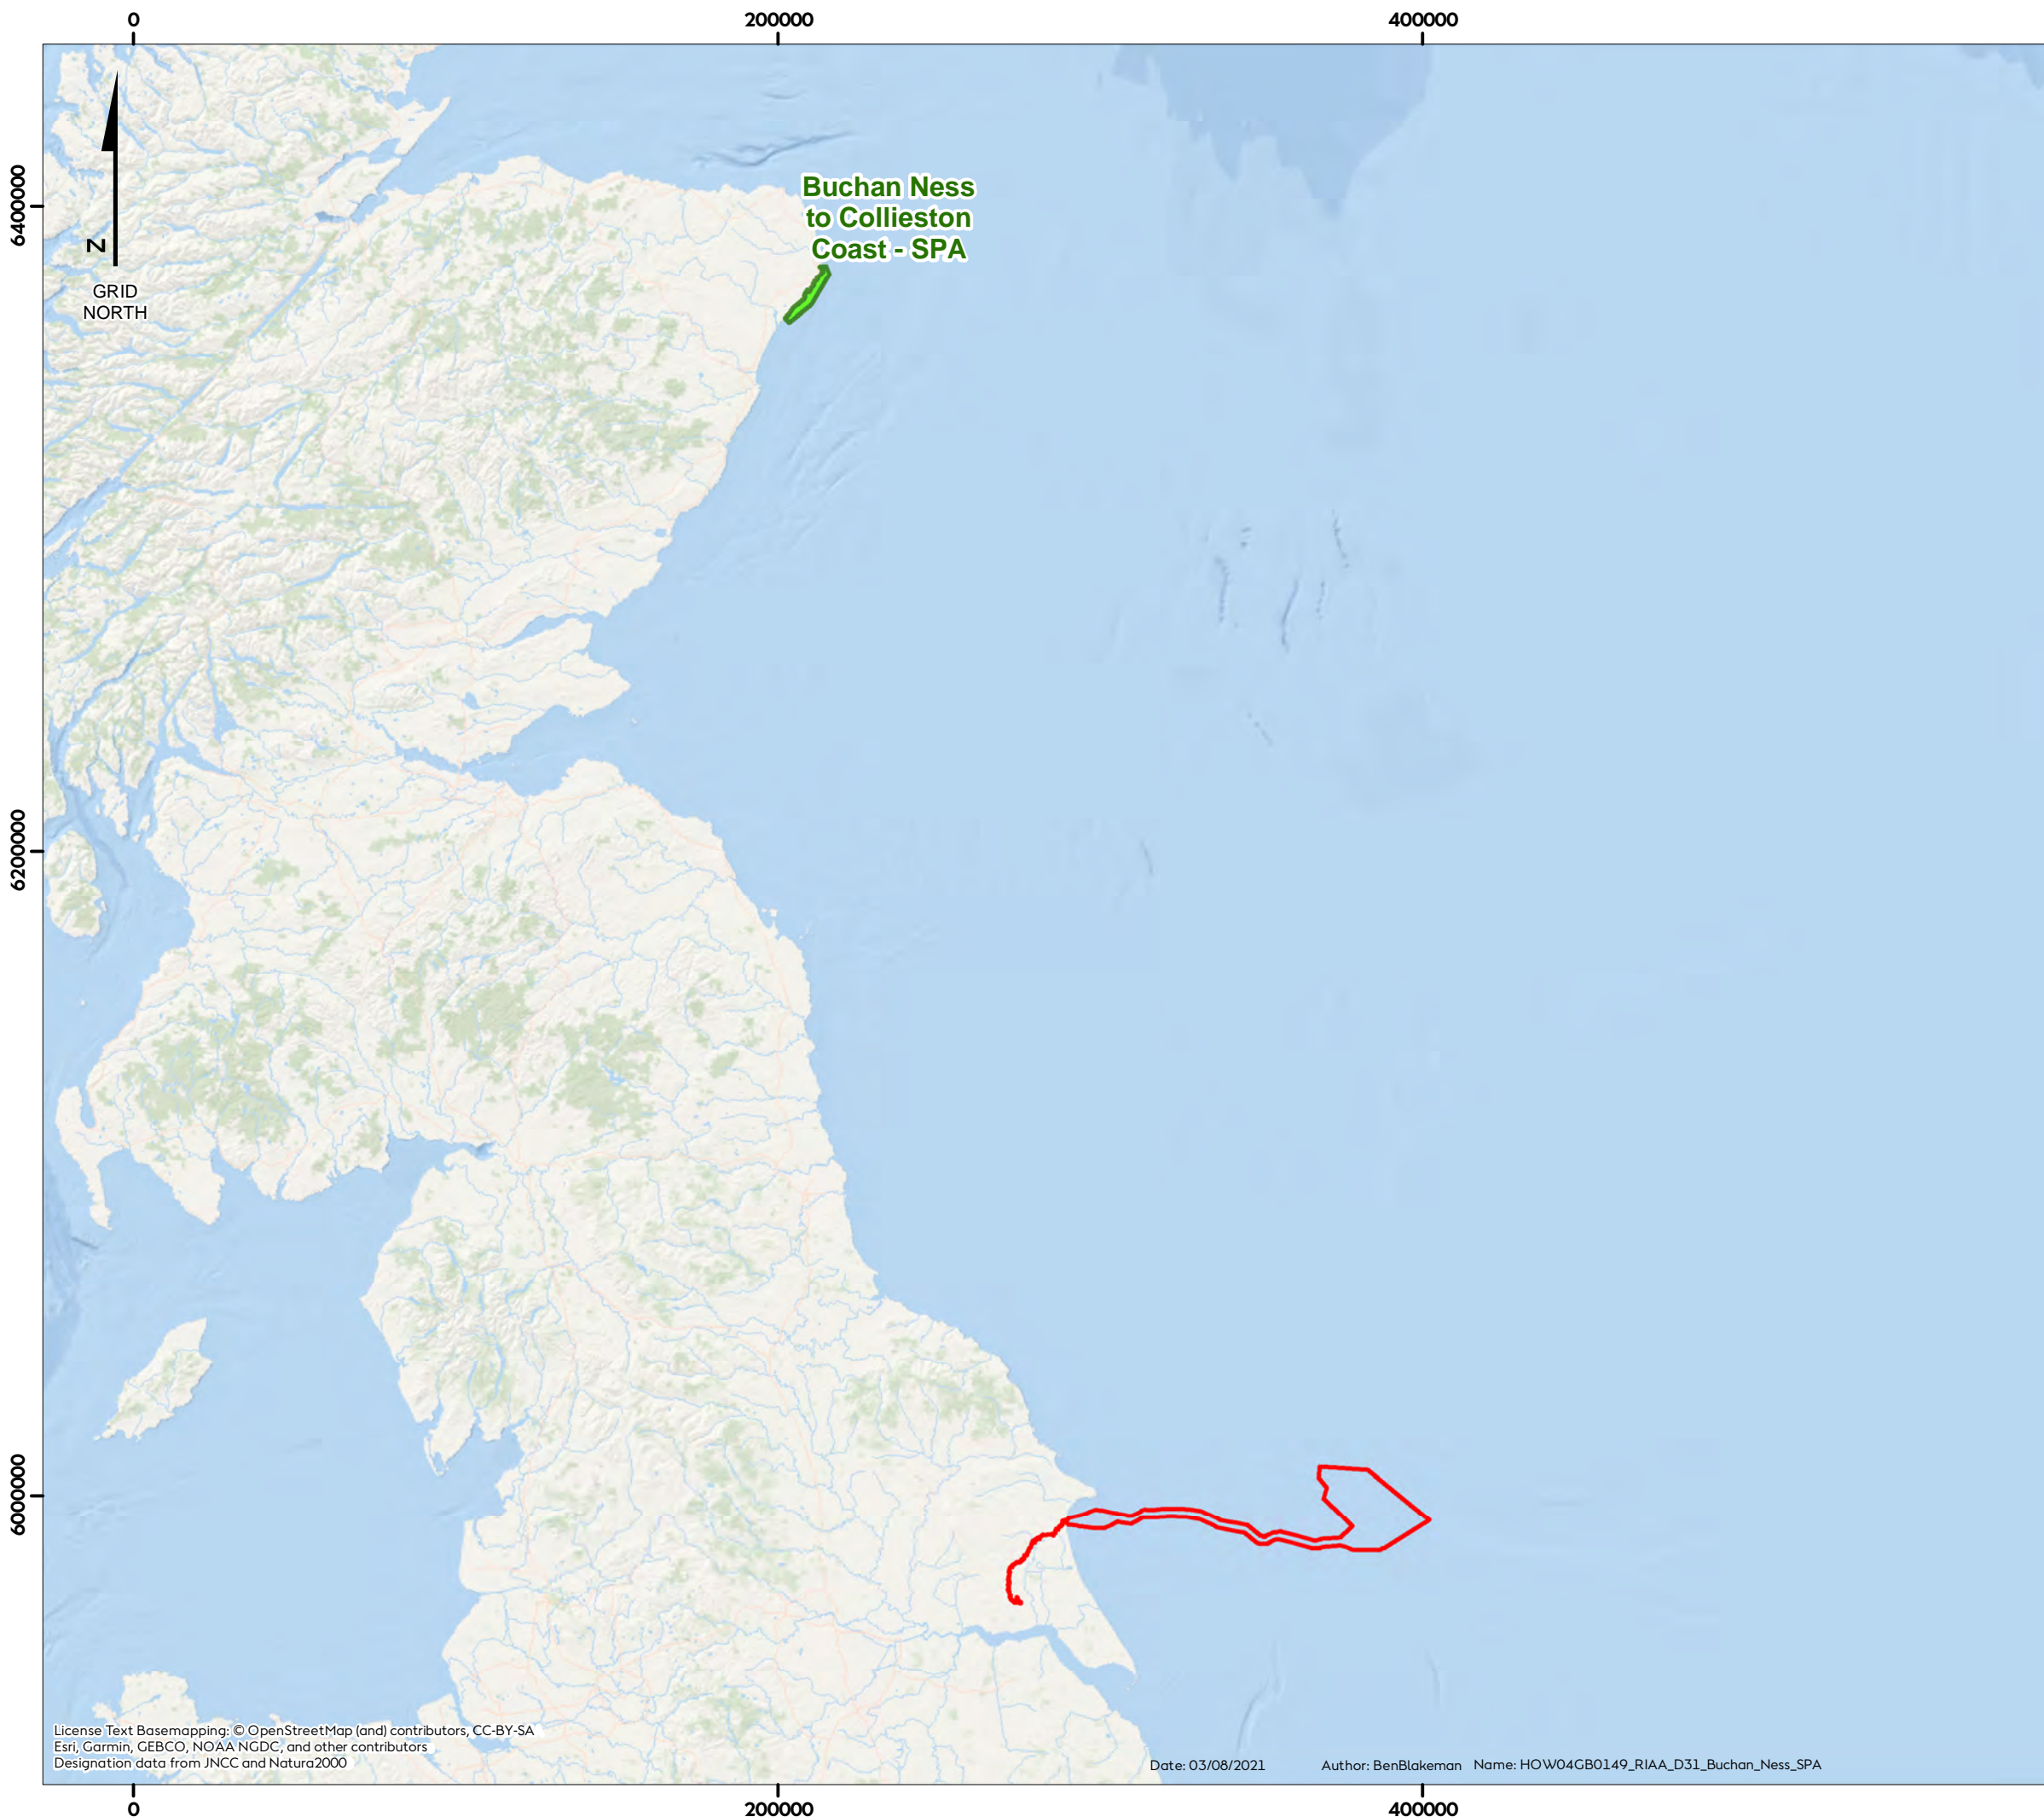 0 200000 400000
6400000
Buchan Ness
to Collieston
Coast - SPA
N
GRID
NORTH
6200000
6000000
License Text Basemapping: © OpenStreetMap (and) contributors, CC-BY-SA
Esri, Garmin, GEBCO, NOAA NGDC, and other contributors
Designation data from JNCC and Natura2000
Date: 03/08/2021 Author: BenBlakeman Name: HOW04GB0149_RIAA_D31_Buchan_Ness_SPA
0 200000 400000